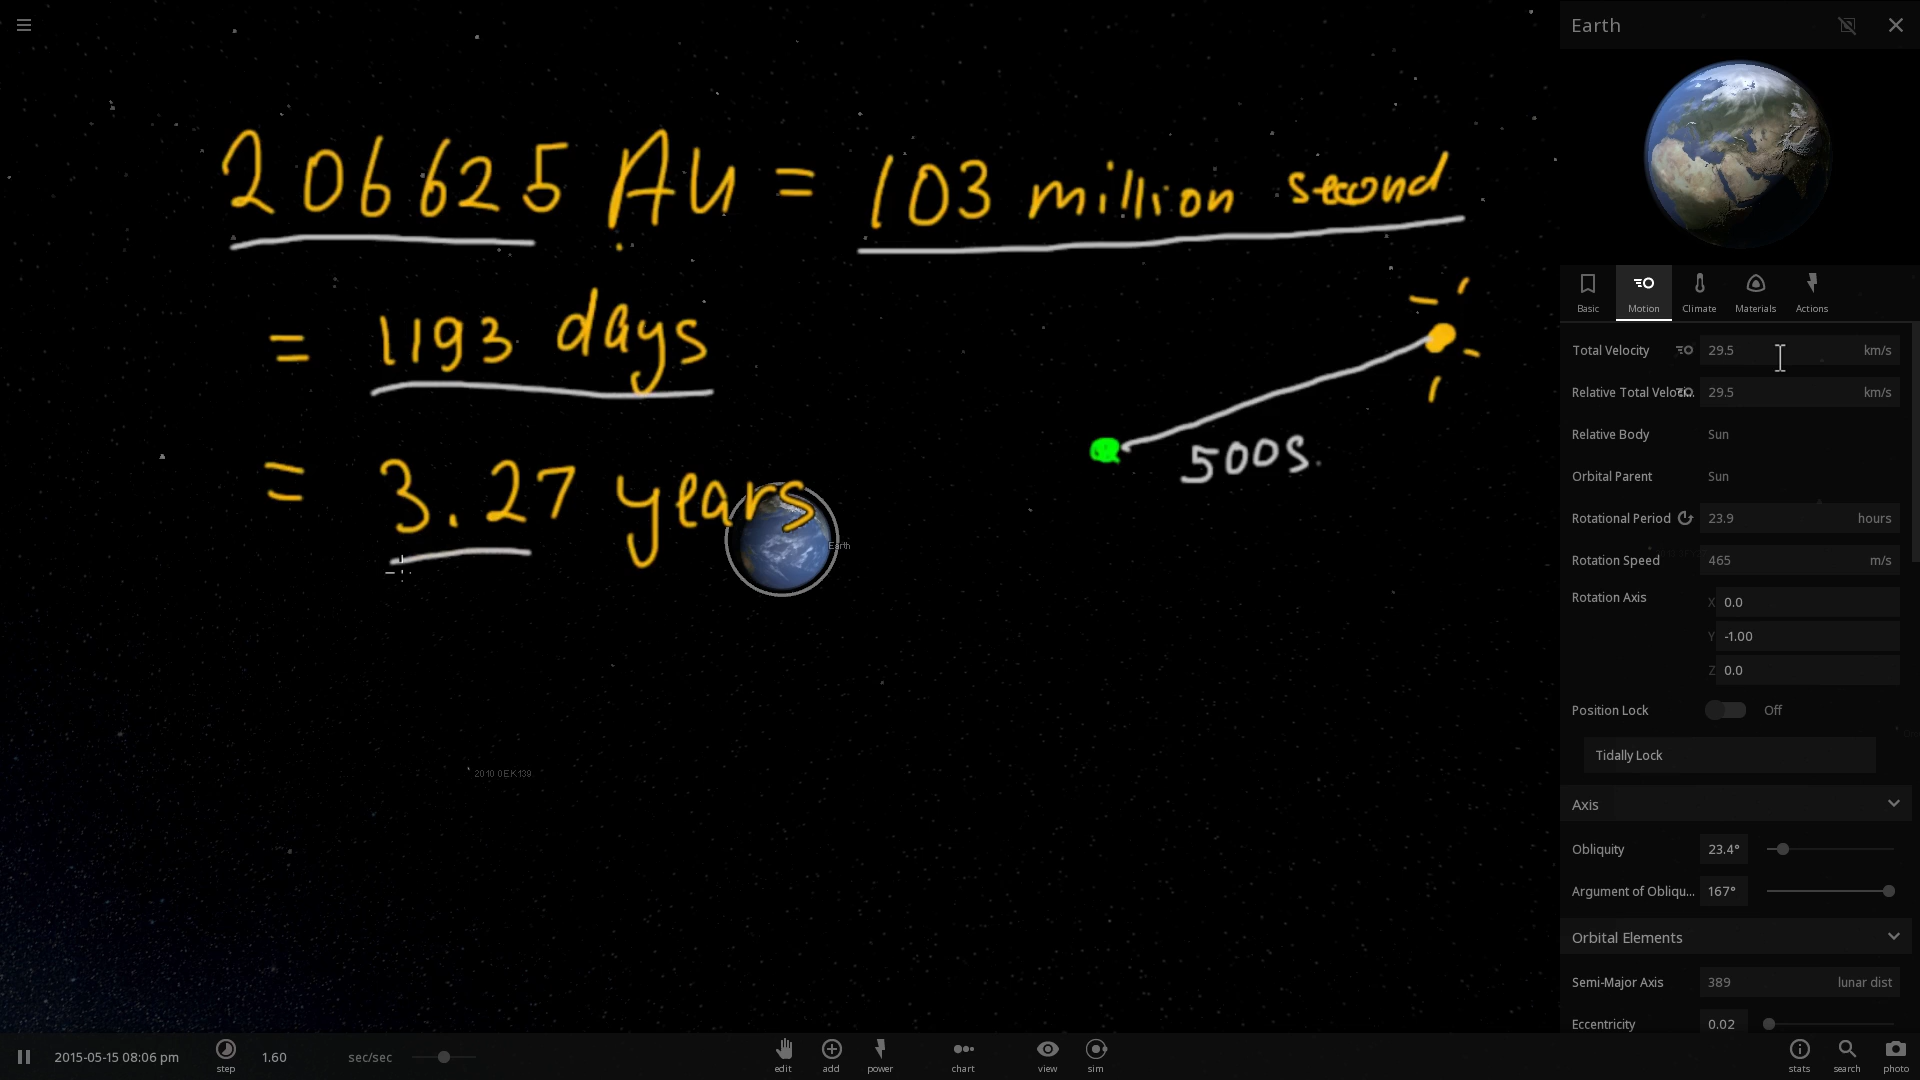 Earth
206625 AU = 103 million second
= 1193 days
= 3.27 years
500s.
Earth
2010 0EK139
Basic Motion Climate Materials Actions
Total Velocity 29.5 km/s
Relative Total Veloci... 29.5 km/s
Relative Body Sun
Orbital Parent Sun
Rotational Period 23.9 hours
Rotation Speed 465 m/s
Rotation Axis X 0.0
Y -1.00
Z 0.0
Position Lock Off
Tidally Lock
Axis
Obliquity 23.4°
Argument of Obliqu... 167°
Orbital Elements
Semi-Major Axis 389 lunar dist
Eccentricity 0.02
2015-05-15 08:06 pm step 1.60 sec/sec edit add power chart view sim stats search photo